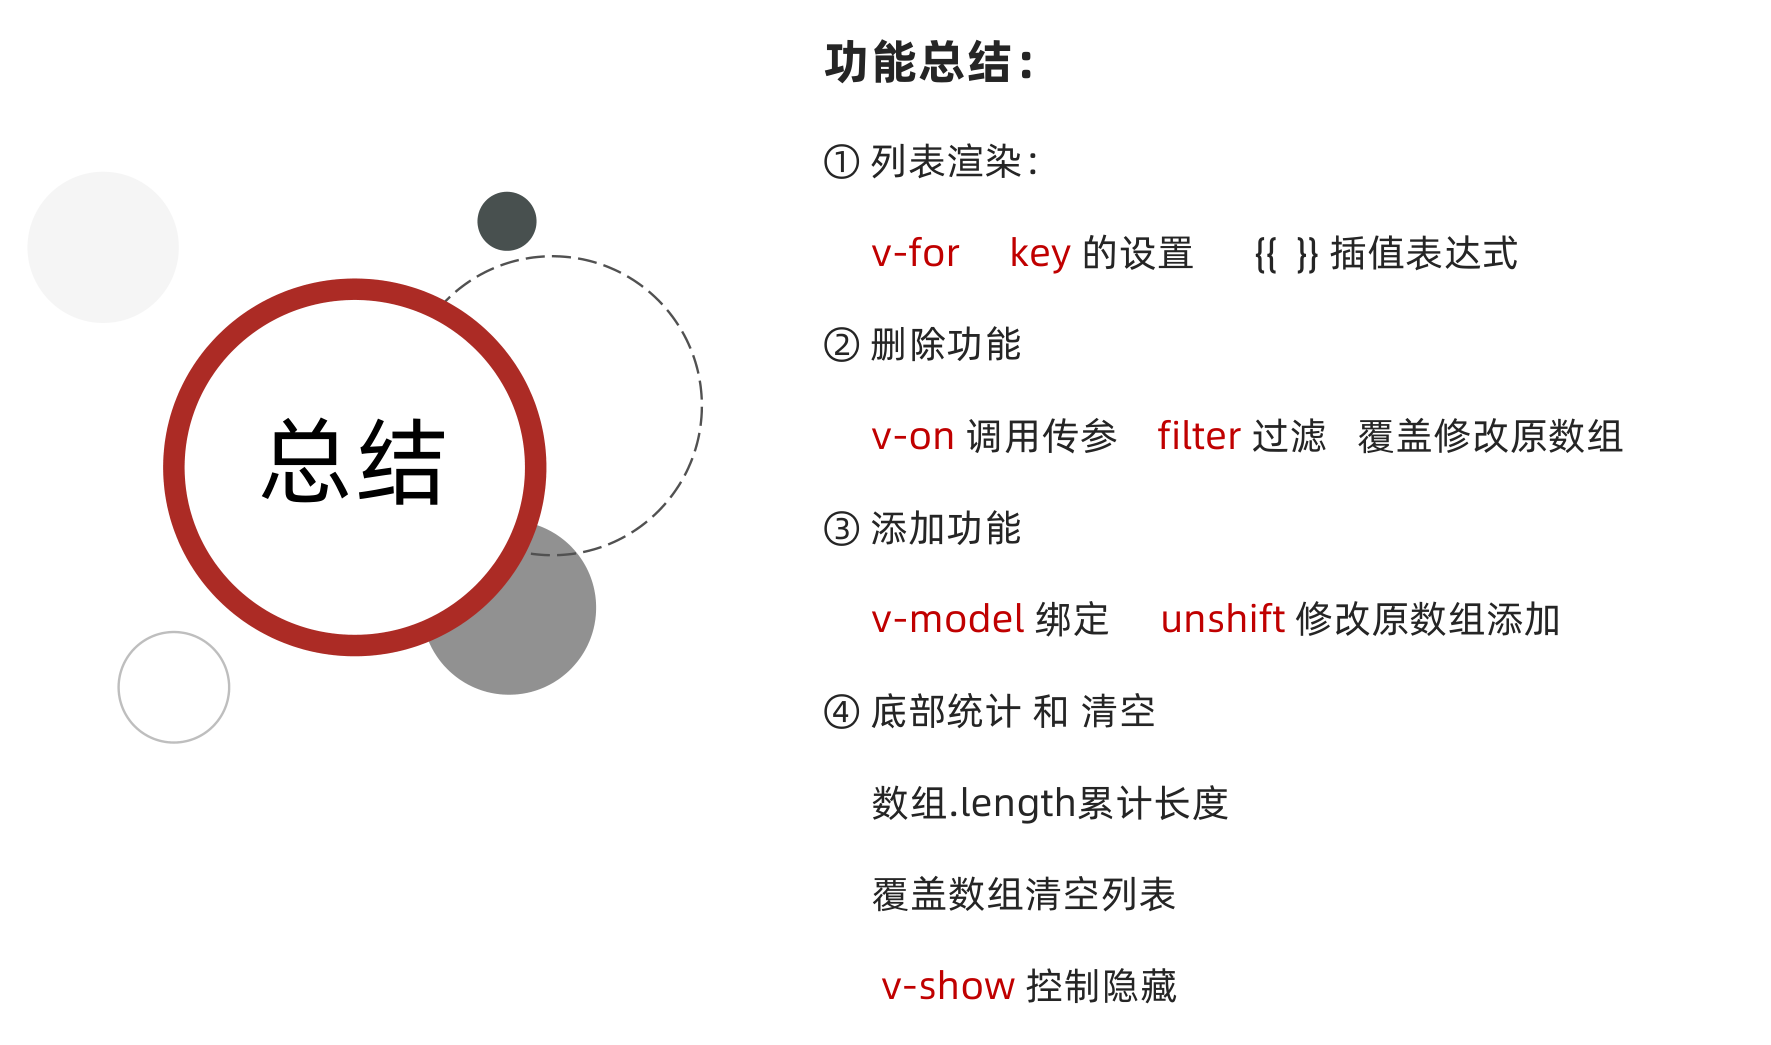 总结
功能总结：
① 列表渲染：
v-for key 的设置 {{ }} 插值表达式
② 删除功能
v-on 调用传参 filter 过滤 覆盖修改原数组
③ 添加功能
v-model 绑定 unshift 修改原数组添加
④ 底部统计 和 清空
数组.length累计长度
覆盖数组清空列表
v-show 控制隐藏